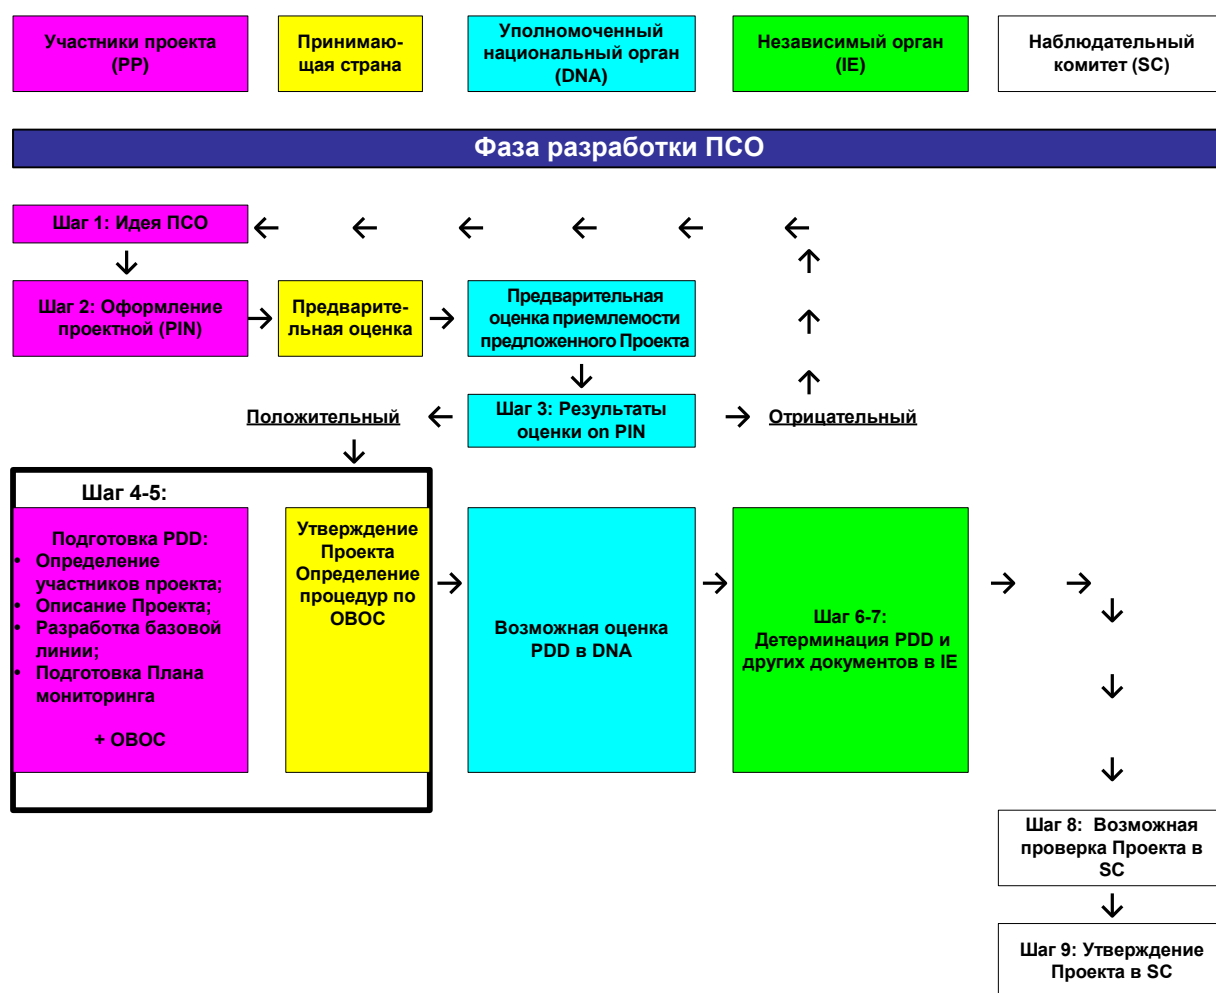 Участники проекта
(PP)
Принимаю-
щая страна
Уполномоченный
национальный орган
(DNA)
Независимый орган
(IE)
Наблюдательный
комитет (SC)
Фаза разработки ПСО
Шаг 1: Идея ПСО
Шаг 2: Оформление
проектной (PIN)
Предварите-
льная оценка
Предварительная
оценка приемлемости
предложенного Проекта
Положительный
Шаг 3: Результаты
оценки on PIN
Отрицательный
Шаг 4-5:
Подготовка PDD:
• Определение
участников проекта;
• Описание Проекта;
• Разработка базовой
линии;
• Подготовка Плана
мониторинга
+ ОВОС
Утверждение
Проекта
Определение
процедур по
ОВОС
Возможная оценка
PDD в DNA
Шаг 6-7:
Детерминация PDD и
других документов в IE
Шаг 8: Возможная
проверка Проекта в
SC
Шаг 9: Утверждение
Проекта в SC